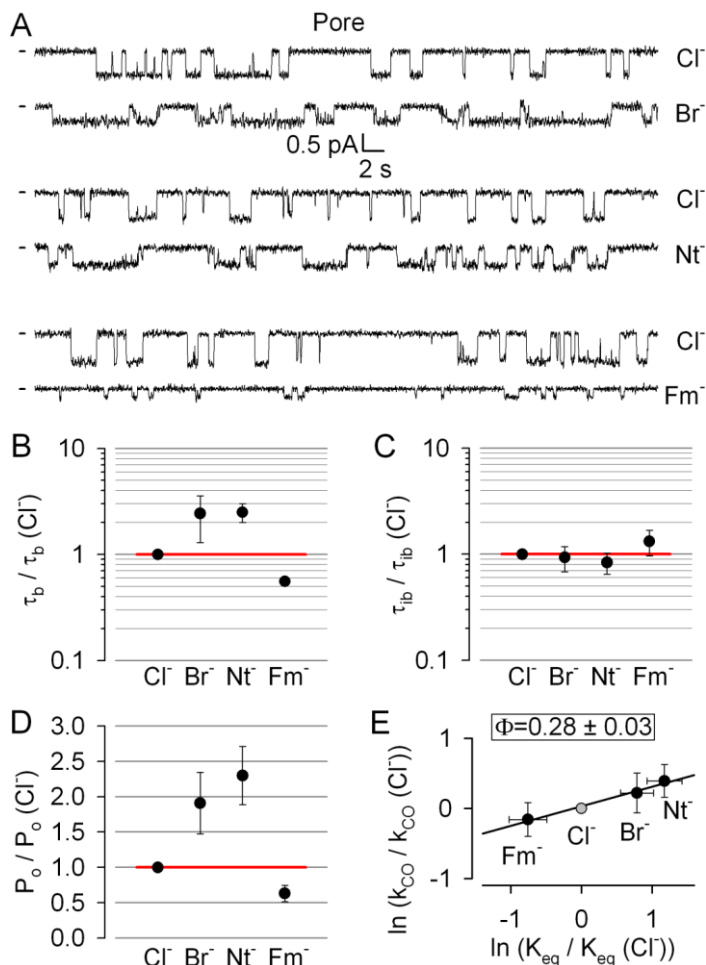 A
Pore
- Cl⁻
- Br⁻
0.5 pA
2 s
- Cl⁻
- Nt⁻
- Cl⁻
- Fm⁻
B
τb / τb (Cl⁻)
10
1
0.1
Cl⁻ Br⁻ Nt⁻ Fm⁻
C
τib / τib (Cl⁻)
10
1
0.1
Cl⁻ Br⁻ Nt⁻ Fm⁻
D
Po / Po (Cl⁻)
3.0
2.5
2.0
1.5
1.0
0.5
0.0
Cl⁻ Br⁻ Nt⁻ Fm⁻
E
Φ=0.28 ± 0.03
ln (kCO / kCO (Cl⁻))
1
0
-1
Fm⁻ Cl⁻ Br⁻ Nt⁻
-1 0 1
ln (Keq / Keq (Cl⁻))